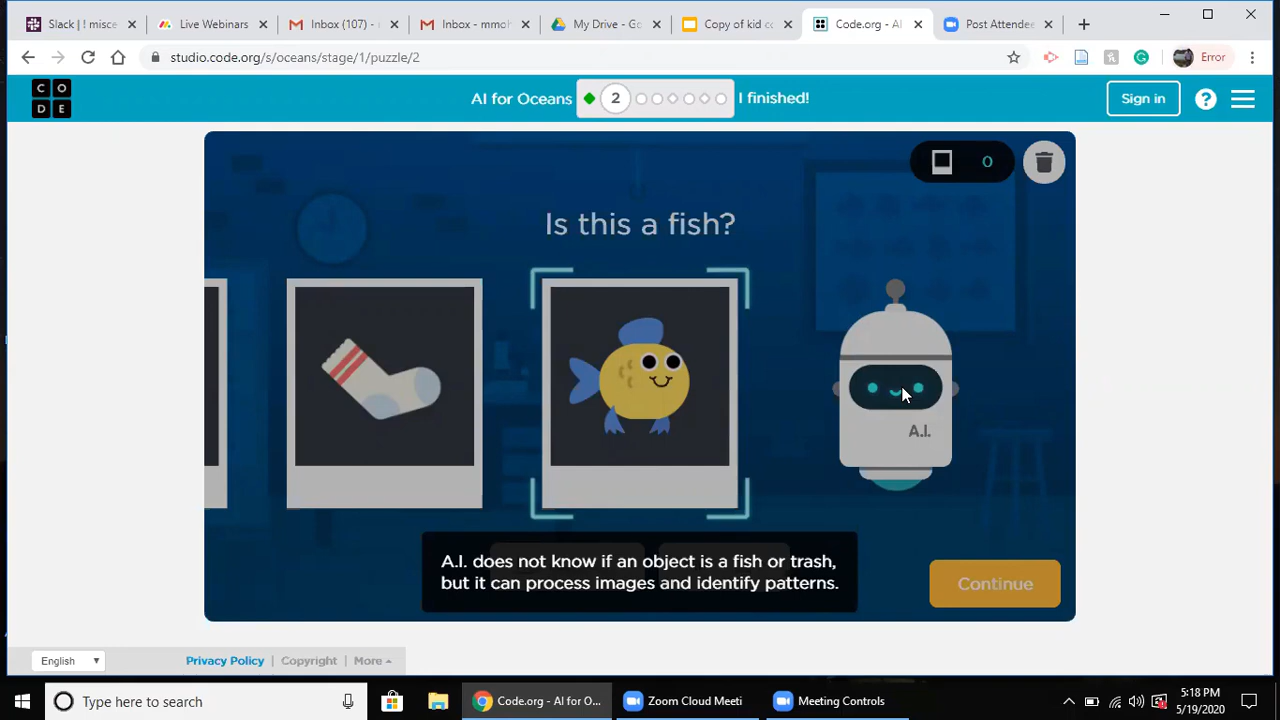 Slack | ! misce
Live Webinars
Inbox (107) -
Inbox - mmoh
My Drive - Go
Copy of kid co
Code.org - AI
Post Attendee
studio.code.org/s/oceans/stage/1/puzzle/2
Error
C O
D E
AI for Oceans
2
I finished!
Sign in
?
0
Is this a fish?
A.I.
A.I. does not know if an object is a fish or trash,
but it can process images and identify patterns.
Continue
English
Privacy Policy | Copyright | More
Type here to search
Code.org - AI for O...
Zoom Cloud Meeti
Meeting Controls
5:18 PM
5/19/2020